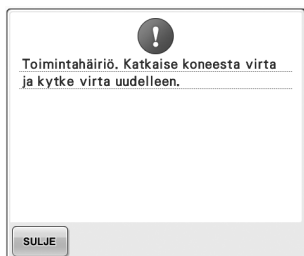 Toimintahäiriö. Katkaise koneesta virta
ja kytke virta uudelleen.
SULJE